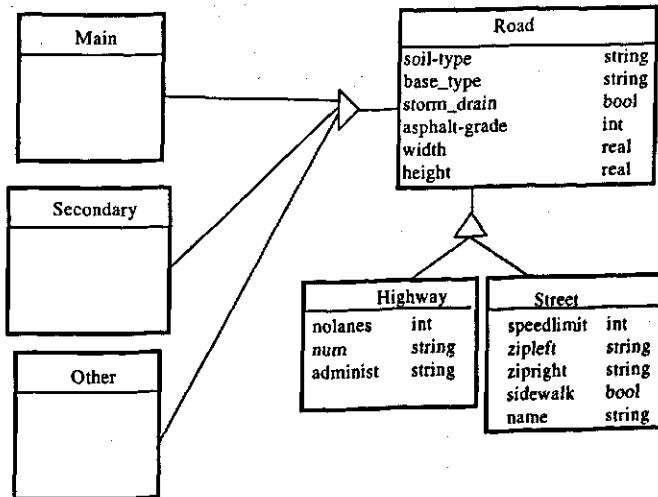 Main
Secondary
Other
Road
soil-type string
base_type string
storm_drain bool
asphalt-grade int
width real
height real
Highway
nolanes int
num string
administ string
Street
speedlimit int
zipleft string
zipright string
sidewalk bool
name string